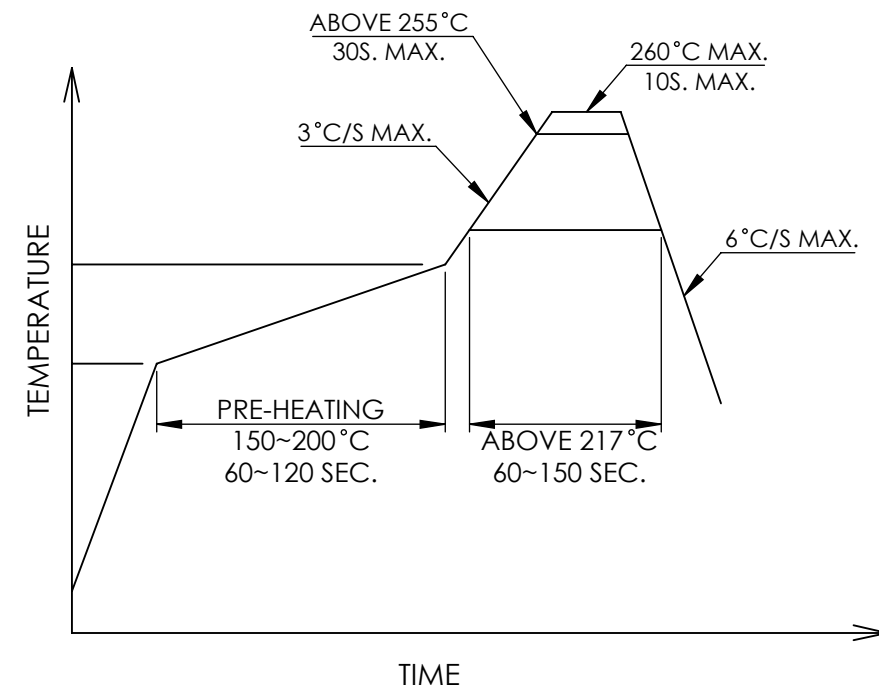 ABOVE 255°C
30S. MAX.
260°C MAX.
10S. MAX.
3°C/S MAX.
6°C/S MAX.
TEMPERATURE
PRE-HEATING
150~200°C
60~120 SEC.
ABOVE 217°C
60~150 SEC.
TIME